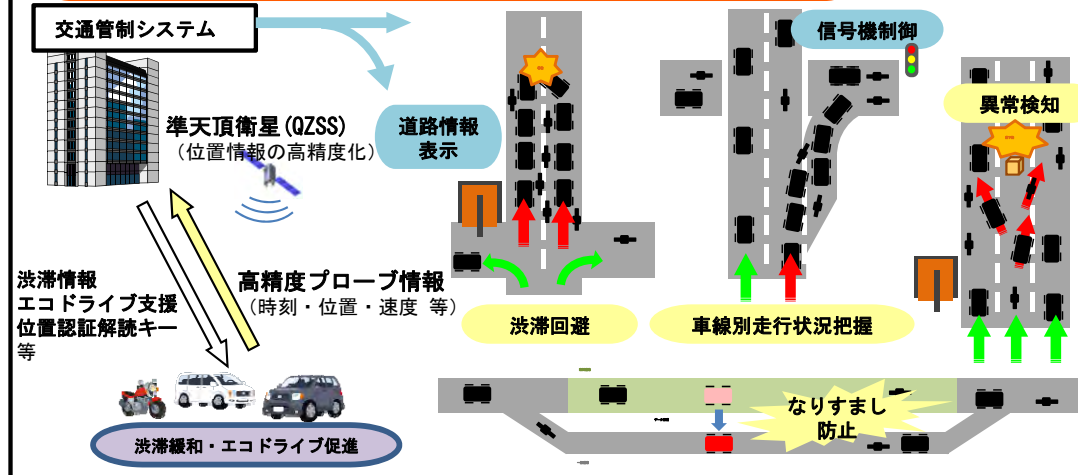 交通管制システム
準天頂衛星(QZSS)
(位置情報の高精度化)
道路情報
表示
信号機制御
異常検知
渋滞情報
エコドライブ支援
位置認証解読キー
等
高精度プローブ情報
(時刻・位置・速度 等)
渋滞回避
車線別走行状況把握
なりすまし
防止
渋滞緩和・エコドライブ促進